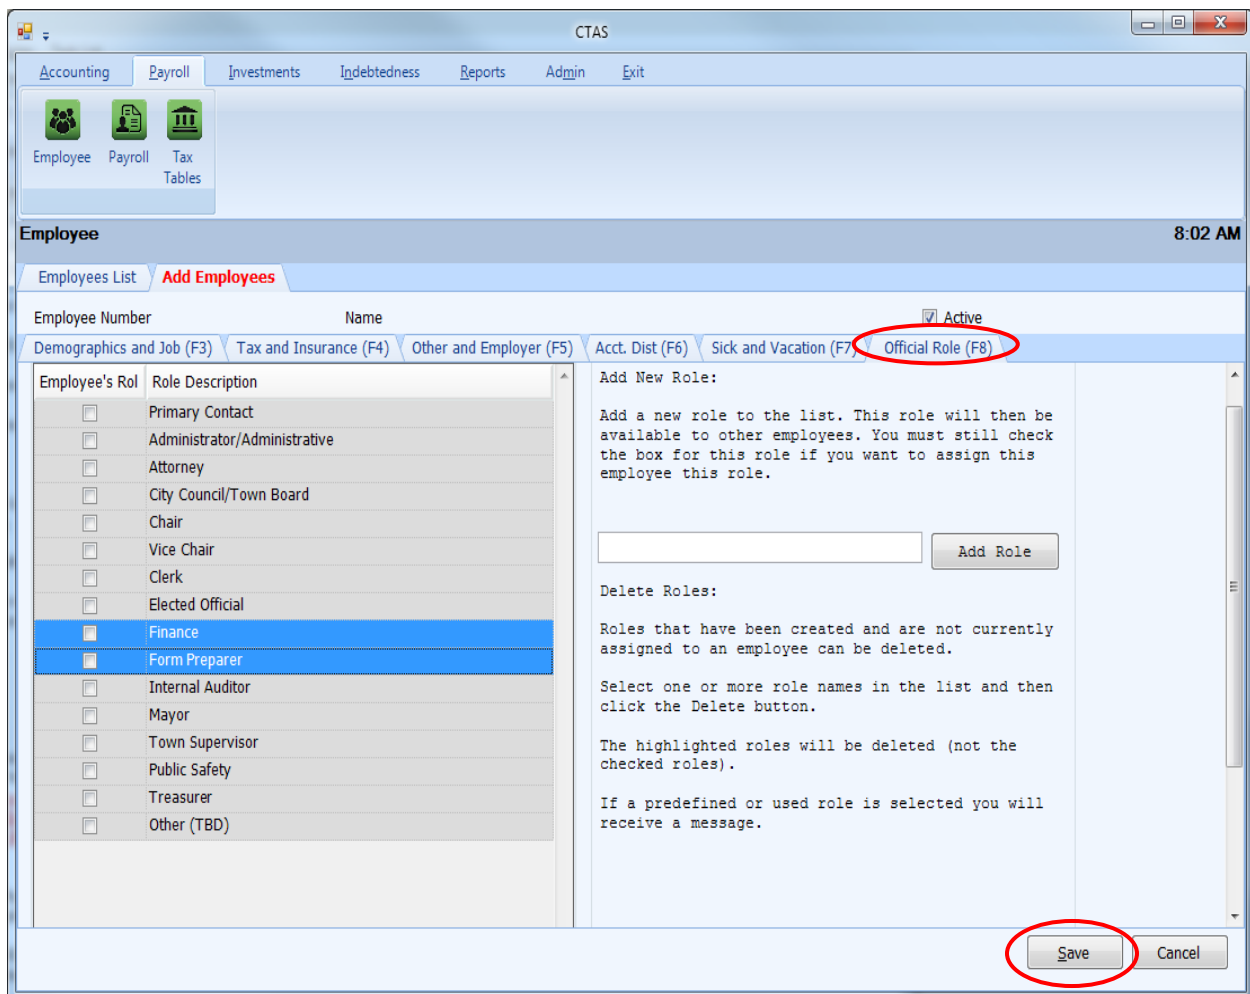 CTAS
Accounting Payroll Investments Indebtedness Reports Admin Exit
Employee Payroll Tax Tables
Employee 8:02 AM
Employees List Add Employees
Employee Number Name Active
Demographics and Job (F3) Tax and Insurance (F4) Other and Employer (F5) Acct. Dist (F6) Sick and Vacation (F7) Official Role (F8)
Employee's Rol Role Description
Primary Contact
Administrator/Administrative
Attorney
City Council/Town Board
Chair
Vice Chair
Clerk
Elected Official
Finance
Form Preparer
Internal Auditor
Mayor
Town Supervisor
Public Safety
Treasurer
Other (TBD)
Add New Role:
Add a new role to the list. This role will then be
available to other employees. You must still check
the box for this role if you want to assign this
employee this role.
Add Role
Delete Roles:
Roles that have been created and are not currently
assigned to an employee can be deleted.
Select one or more role names in the list and then
click the Delete button.
The highlighted roles will be deleted (not the
checked roles).
If a predefined or used role is selected you will
receive a message.
Save Cancel